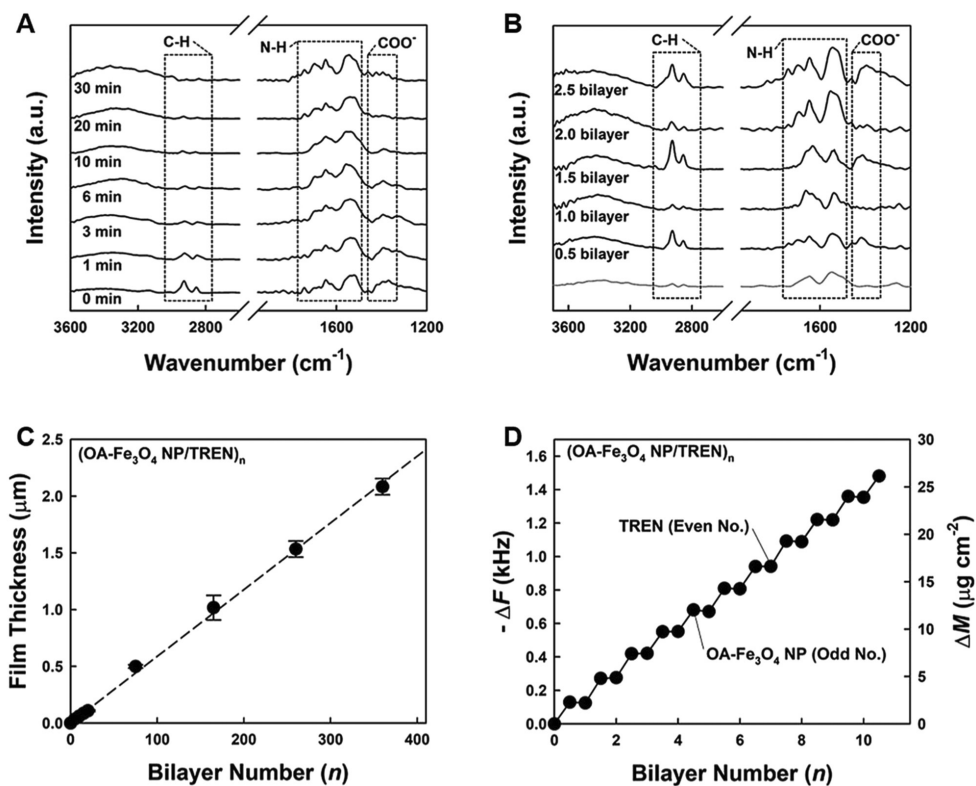 A
C-H
COO⁻
N-H
30 min
20 min
10 min
6 min
3 min
1 min
0 min
Intensity (a.u.)
3600
2800
1600
1200
Wavenumber (cm⁻¹)
B
C-H
COO⁻
N-H
2.5 bilayer
2.0 bilayer
1.5 bilayer
1.0 bilayer
0.5 bilayer
Intensity (a.u.)
3600
2800
1600
1200
Wavenumber (cm⁻¹)
C
(OA-Fe₃O₄ NP/TREN)ₙ
2.5
2.0
1.5
1.0
0.5
0.0
Film Thickness (μm)
0
100
200
300
400
Bilayer Number (n)
D
(OA-Fe₃O₄ NP/TREN)ₙ
TREN (Even No.)
OA-Fe₃O₄ NP (Odd No.)
1.6
1.4
1.2
1.0
0.8
0.6
0.4
0.2
0.0
- ΔF (kHz)
30
25
20
15
10
5
0
ΔM (μg cm⁻²)
0
2
4
6
8
10
Bilayer Number (n)